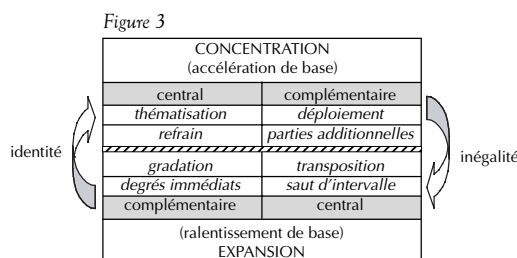 Figure 3
CONCENTRATION
(accélération de base)
central complémentaire
thématisation déploiement
refrain parties additionnelles
identité inégalité
gradation transposition
degrés immédiats saut d'intervalle
complémentaire central
(ralentissement de base)
EXPANSION